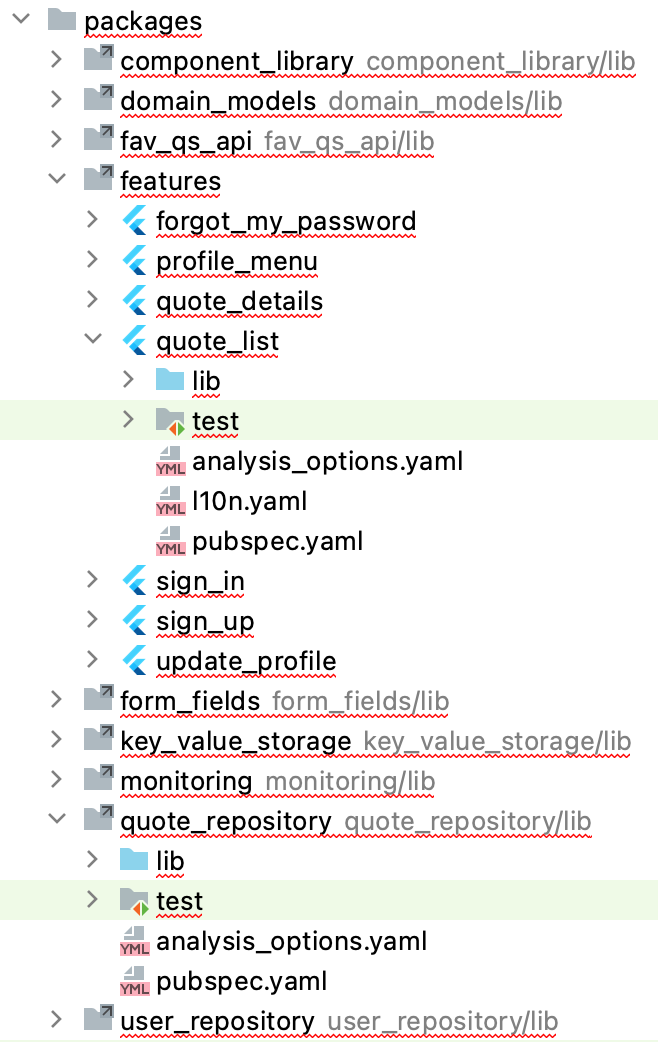 packages
component_library component_library/lib
domain_models domain_models/lib
fav_qs_api fav_qs_api/lib
features
forgot_my_password
profile_menu
quote_details
quote_list
lib
test
YML analysis_options.yaml
YML l10n.yaml
YML pubspec.yaml
sign_in
sign_up
update_profile
form_fields form_fields/lib
key_value_storage key_value_storage/lib
monitoring monitoring/lib
quote_repository quote_repository/lib
lib
test
YML analysis_options.yaml
YML pubspec.yaml
user_repository user_repository/lib